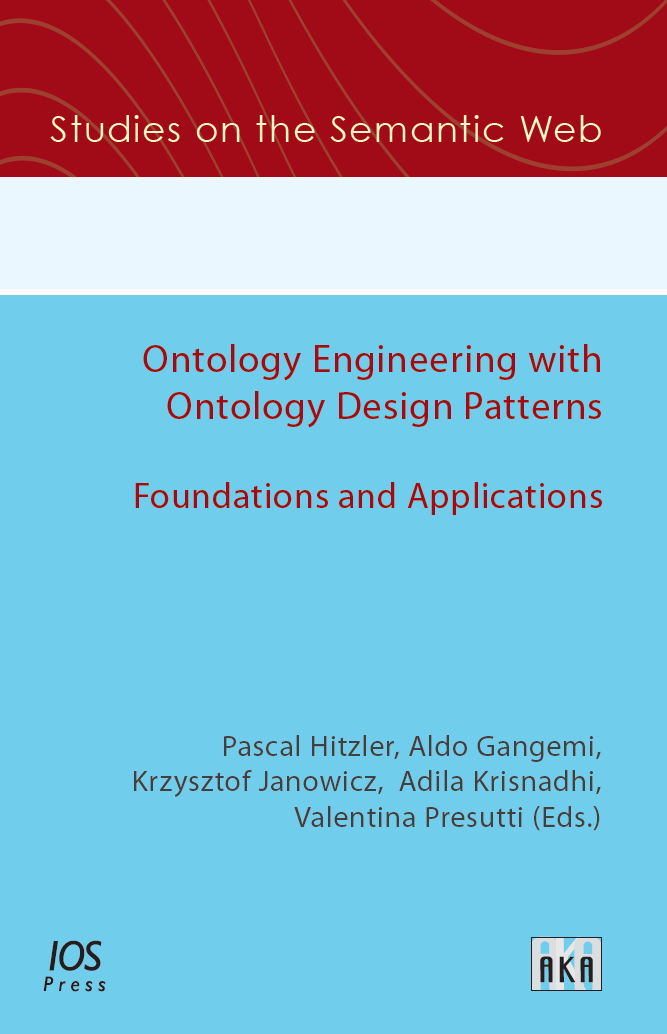 Studies on the Semantic Web
Ontology Engineering with
Ontology Design Patterns
Foundations and Applications
Pascal Hitzler, Aldo Gangemi,
Krzysztof Janowicz, Adila Krisnadhi,
Valentina Presutti (Eds.)
IOS
Press
AKA